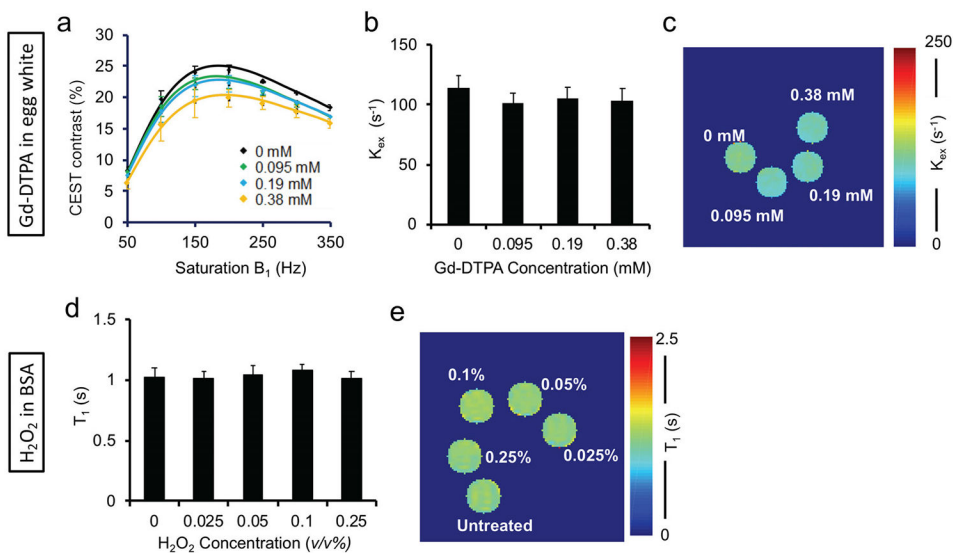 Gd-DTPA in egg white
a
CEST contrast (%)
30
25
20
15
10
5
0
50 100 150 200 250 300 350
Saturation B₁ (Hz)
0 mM
0.095 mM
0.19 mM
0.38 mM
b
K_ex (s⁻¹)
150
100
50
0
0 0.095 0.19 0.38
Gd-DTPA Concentration (mM)
c
0.38 mM
0 mM
0.19 mM
0.095 mM
250
K_ex (s⁻¹)
0
H₂O₂ in BSA
d
T₁ (s)
1.5
1
0.5
0
0 0.025 0.05 0.1 0.25
H₂O₂ Concentration (v/v%)
e
0.1%
0.05%
0.25%
0.025%
Untreated
2.5
T₁ (s)
0